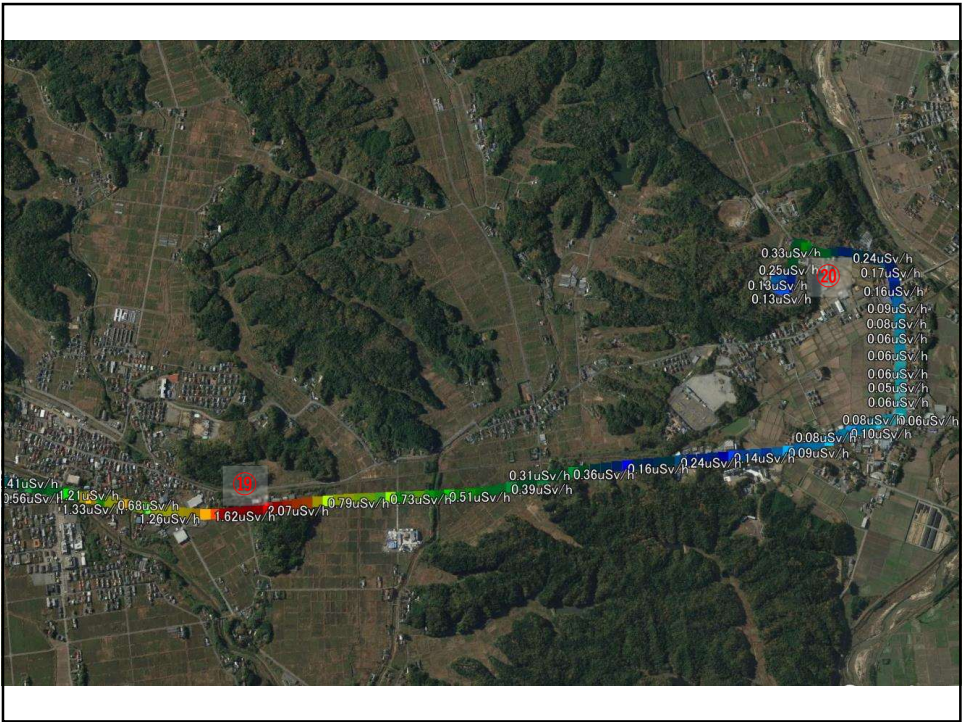 0.33uSv/h
0.24uSv/h
0.25uSv/h
⑳
0.17uSv/h
0.13uSv/h
0.16uSv/h
0.13uSv/h
0.09uSv/h
0.08uSv/h
0.06uSv/h
0.06uSv/h
0.06uSv/h
0.05uSv/h
0.06uSv/h
0.08uSv/h
0.06uSv/h
0.10uSv/h
0.08uSv/h
0.09uSv/h
0.14uSv/h
0.24uSv/h
0.16uSv/h
0.36uSv/h
0.31uSv/h
0.39uSv/h
0.51uSv/h
0.73uSv/h
0.79uSv/h
2.07uSv/h
⑲
1.62uSv/h
1.26uSv/h
0.68uSv/h
1.33uSv/h
.21uSv/h
.41uSv/h
0.56uSv/h